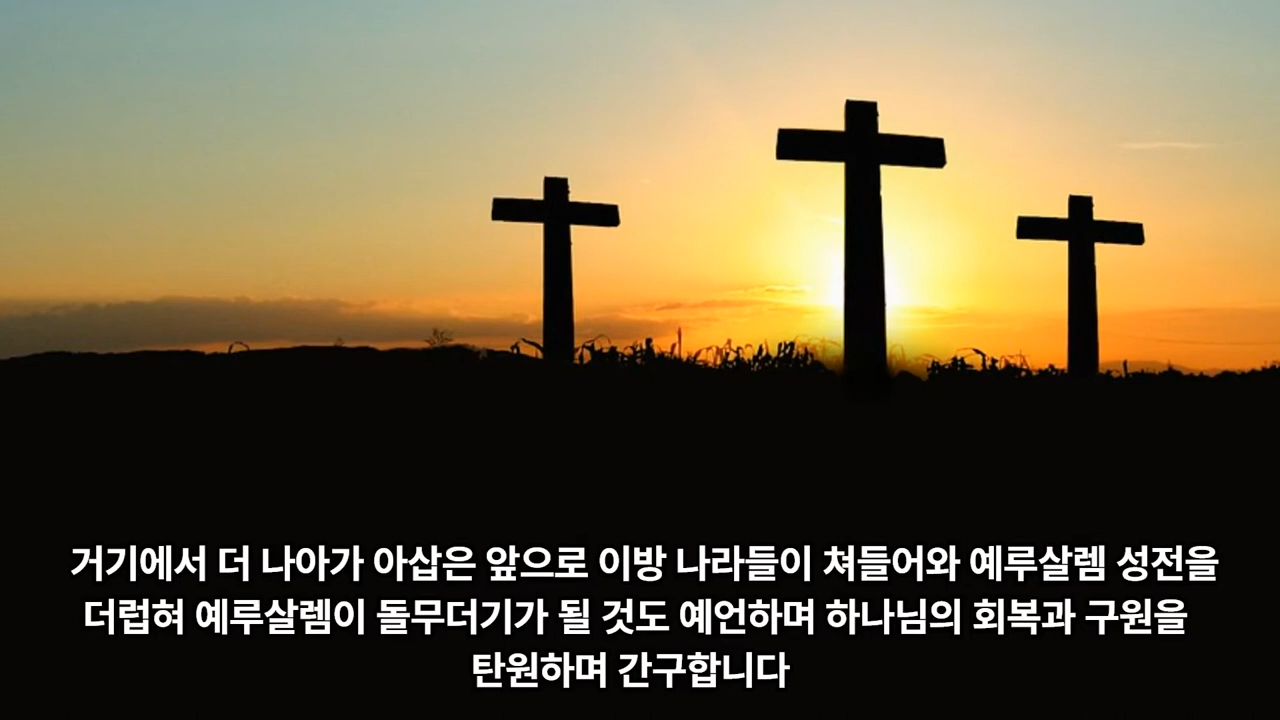 거기에서 더 나아가 아삽은 앞으로 이방 나라들이 쳐들어와 예루살렘 성전을
더럽혀 예루살렘이 돌무더기가 될 것도 예언하며 하나님의 회복과 구원을
탄원하며 간구합니다